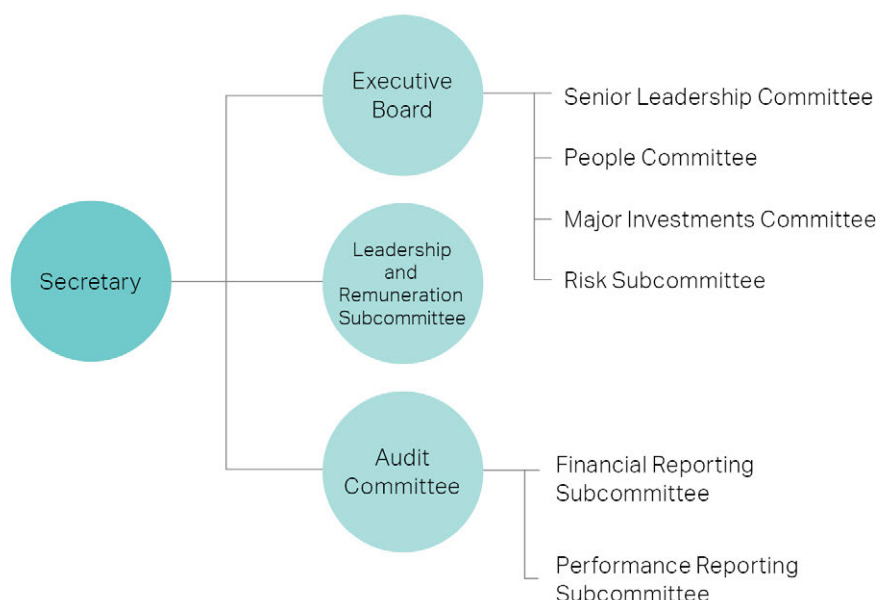 Executive
Board
Senior Leadership Committee
People Committee
Major Investments Committee
Risk Subcommittee
Secretary
Leadership
and
Remuneration
Subcommittee
Audit
Committee
Financial Reporting
Subcommittee
Performance Reporting
Subcommittee